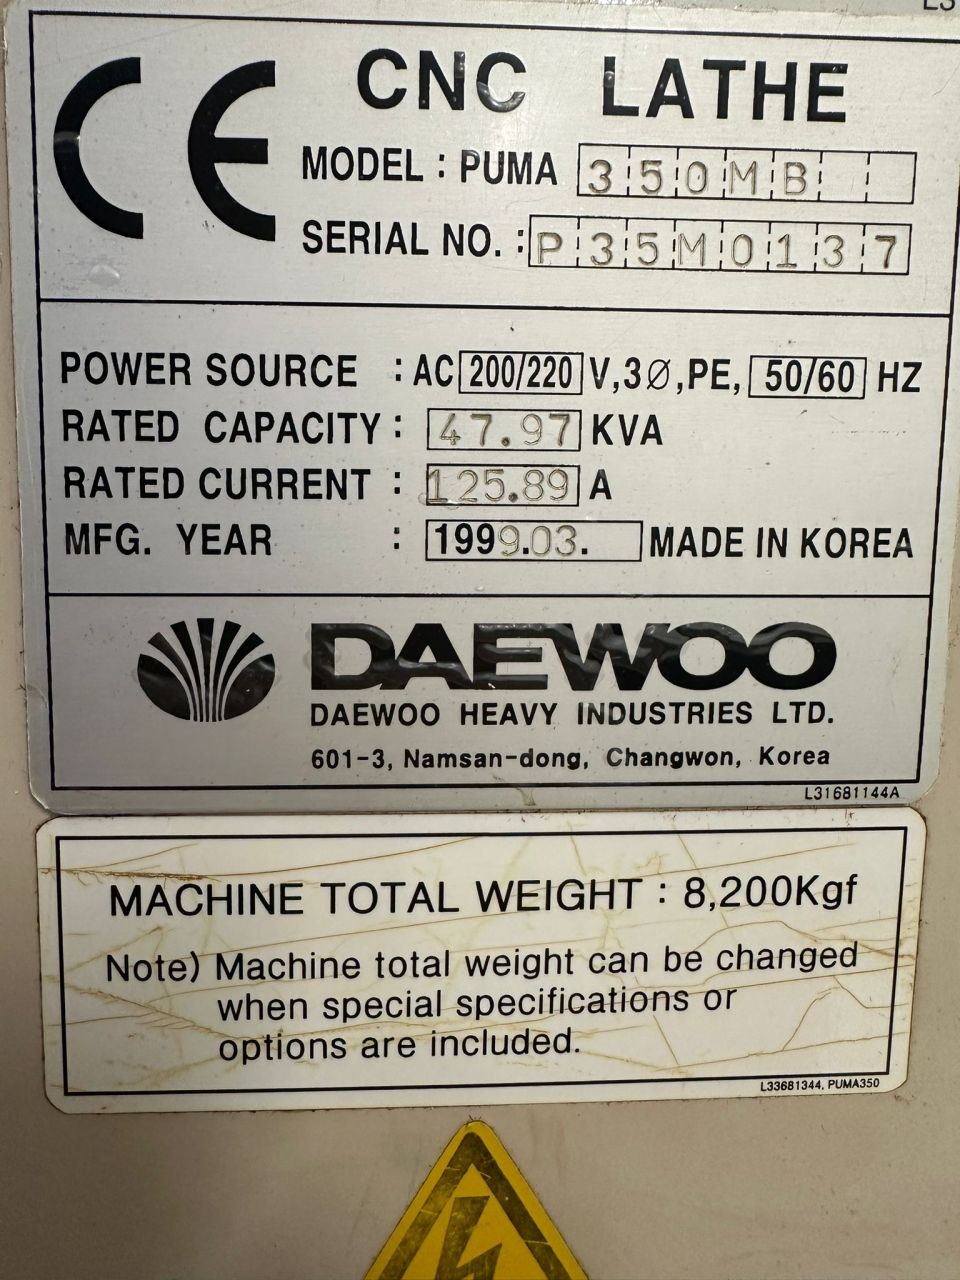 CE
CNC LATHE
MODEL : PUMA 350MB
SERIAL NO. : P35M0137
POWER SOURCE : AC 200/220 V,3Ø,PE, 50/60 HZ
RATED CAPACITY : 47.97 KVA
RATED CURRENT : 125.89 A
MFG. YEAR : 1999.03. MADE IN KOREA
DAEWOO
DAEWOO HEAVY INDUSTRIES LTD.
601-3, Namsan-dong, Changwon, Korea
L31681144A
MACHINE TOTAL WEIGHT : 8,200Kgf
Note) Machine total weight can be changed
when special specifications or
options are included.
L33681344, PUMA350